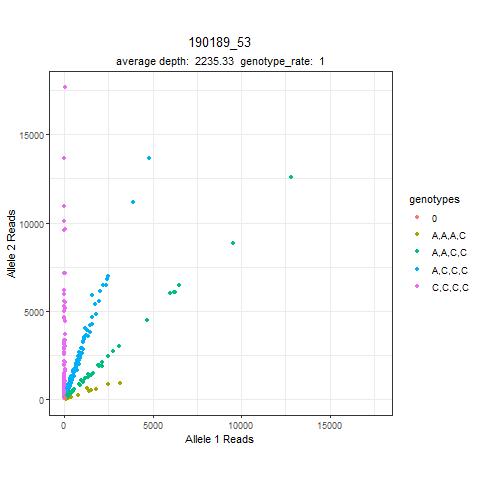 190189_53
average depth: 2235.33 genotype_rate: 1
15000
10000
5000
0
Allele 2 Reads
0
5000
10000
15000
Allele 1 Reads
genotypes
0
A,A,A,C
A,A,C,C
A,C,C,C
C,C,C,C